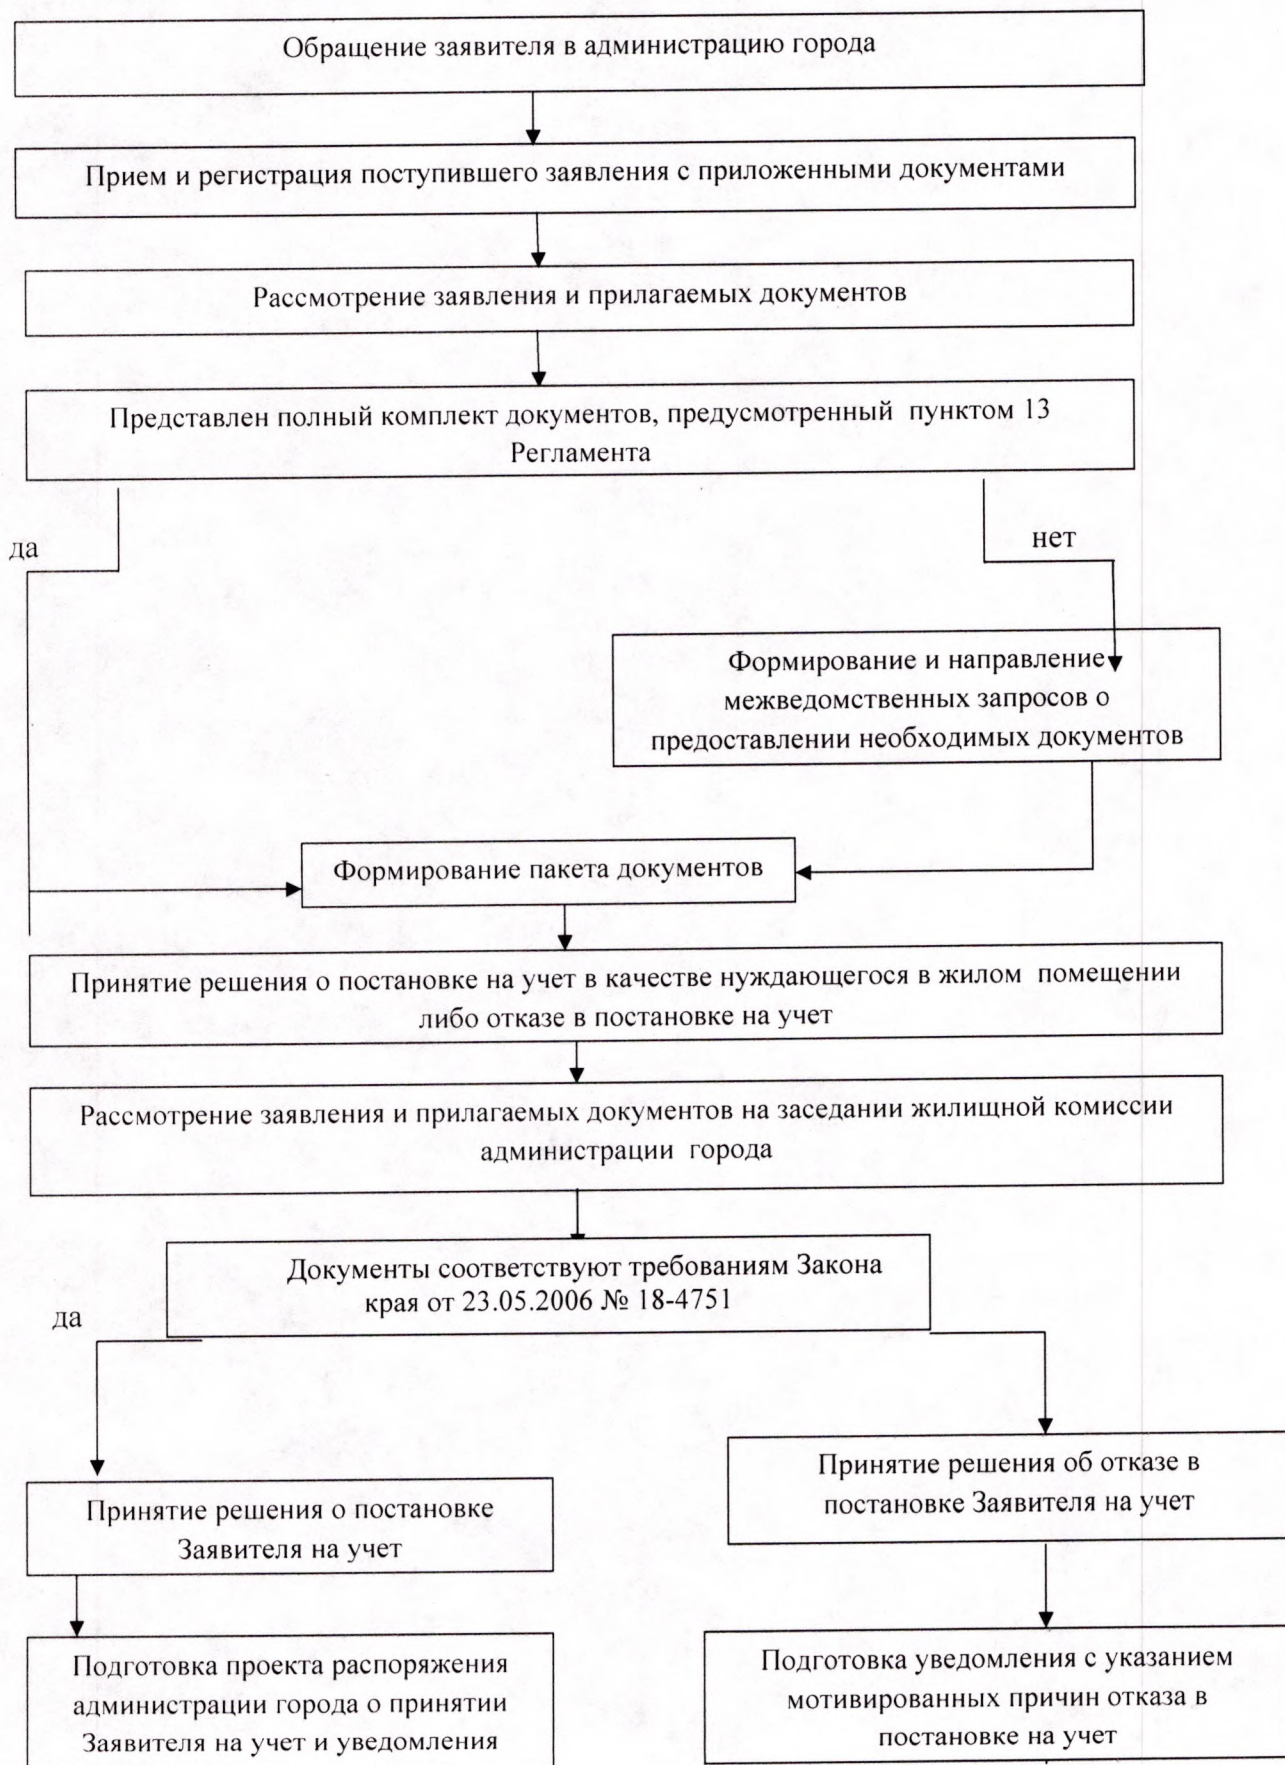 Обращение заявителя в администрацию города
Прием и регистрация поступившего заявления с приложенными документами
Рассмотрение заявления и прилагаемых документов
Представлен полный комплект документов, предусмотренный пунктом 13
Регламента
да
нет
Формирование и направление
межведомственных запросов о
предоставлении необходимых документов
Формирование пакета документов
Принятие решения о постановке на учет в качестве нуждающегося в жилом помещении
либо отказе в постановке на учет
Рассмотрение заявления и прилагаемых документов на заседании жилищной комиссии
администрации города
Документы соответствуют требованиям Закона
края от 23.05.2006 № 18-4751
да
Принятие решения о постановке
Заявителя на учет
Принятие решения об отказе в
постановке Заявителя на учет
Подготовка проекта распоряжения
администрации города о принятии
Заявителя на учет и уведомления
Подготовка уведомления с указанием
мотивированных причин отказа в
постановке на учет